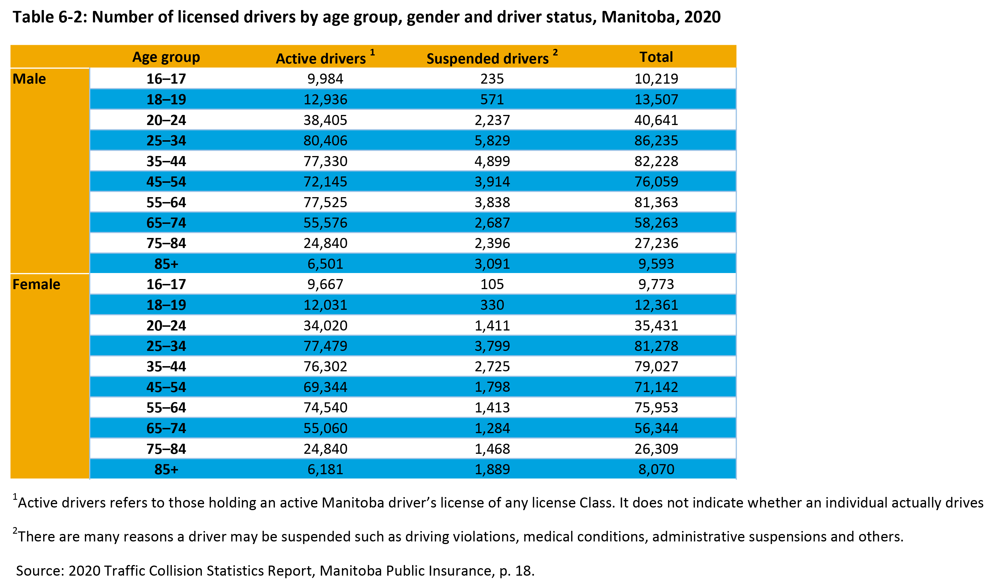 Table 6-2: Number of licensed drivers by age group, gender and driver status, Manitoba, 2020
Age group Active drivers 1 Suspended drivers 2 Total
Male 16–17 9,984 235 10,219
18–19 12,936 571 13,507
20–24 38,405 2,237 40,641
25–34 80,406 5,829 86,235
35–44 77,330 4,899 82,228
45–54 72,145 3,914 76,059
55–64 77,525 3,838 81,363
65–74 55,576 2,687 58,263
75–84 24,840 2,396 27,236
85+ 6,501 3,091 9,593
Female 16–17 9,667 105 9,773
18–19 12,031 330 12,361
20–24 34,020 1,411 35,431
25–34 77,479 3,799 81,278
35–44 76,302 2,725 79,027
45–54 69,344 1,798 71,142
55–64 74,540 1,413 75,953
65–74 55,060 1,284 56,344
75–84 24,840 1,468 26,309
85+ 6,181 1,889 8,070
1Active drivers refers to those holding an active Manitoba driver’s license of any license Class. It does not indicate whether an individual actually drives
2There are many reasons a driver may be suspended such as driving violations, medical conditions, administrative suspensions and others.
Source: 2020 Traffic Collision Statistics Report, Manitoba Public Insurance, p. 18.